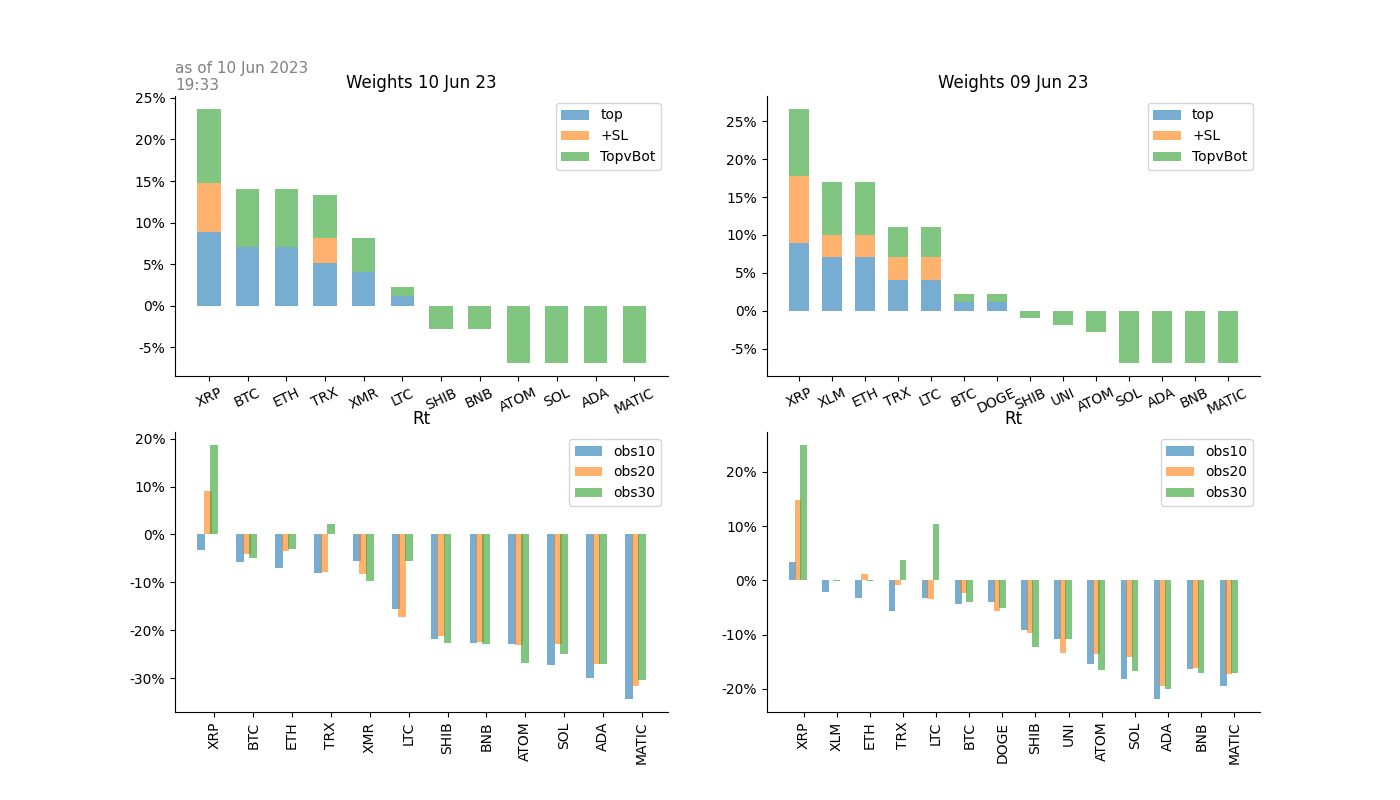 as of 10 Jun 2023
19:33
Weights 10 Jun 23
25%
20%
15%
10%
5%
0%
-5%
top
+SL
TopvBot
XRP BTC ETH TRX XMR LTC SHIB BNB ATOM SOL ADA MATIC
Weights 09 Jun 23
25%
20%
15%
10%
5%
0%
-5%
top
+SL
TopvBot
XRP XLM ETH TRX LTC BTC DOGE SHIB UNI ATOM SOL ADA BNB MATIC
Rt
20%
10%
0%
-10%
-20%
-30%
obs10
obs20
obs30
XRP BTC ETH TRX XMR LTC SHIB BNB ATOM SOL ADA MATIC
Rt
20%
10%
0%
-10%
-20%
obs10
obs20
obs30
XRP XLM ETH TRX LTC BTC DOGE SHIB UNI ATOM SOL ADA BNB MATIC